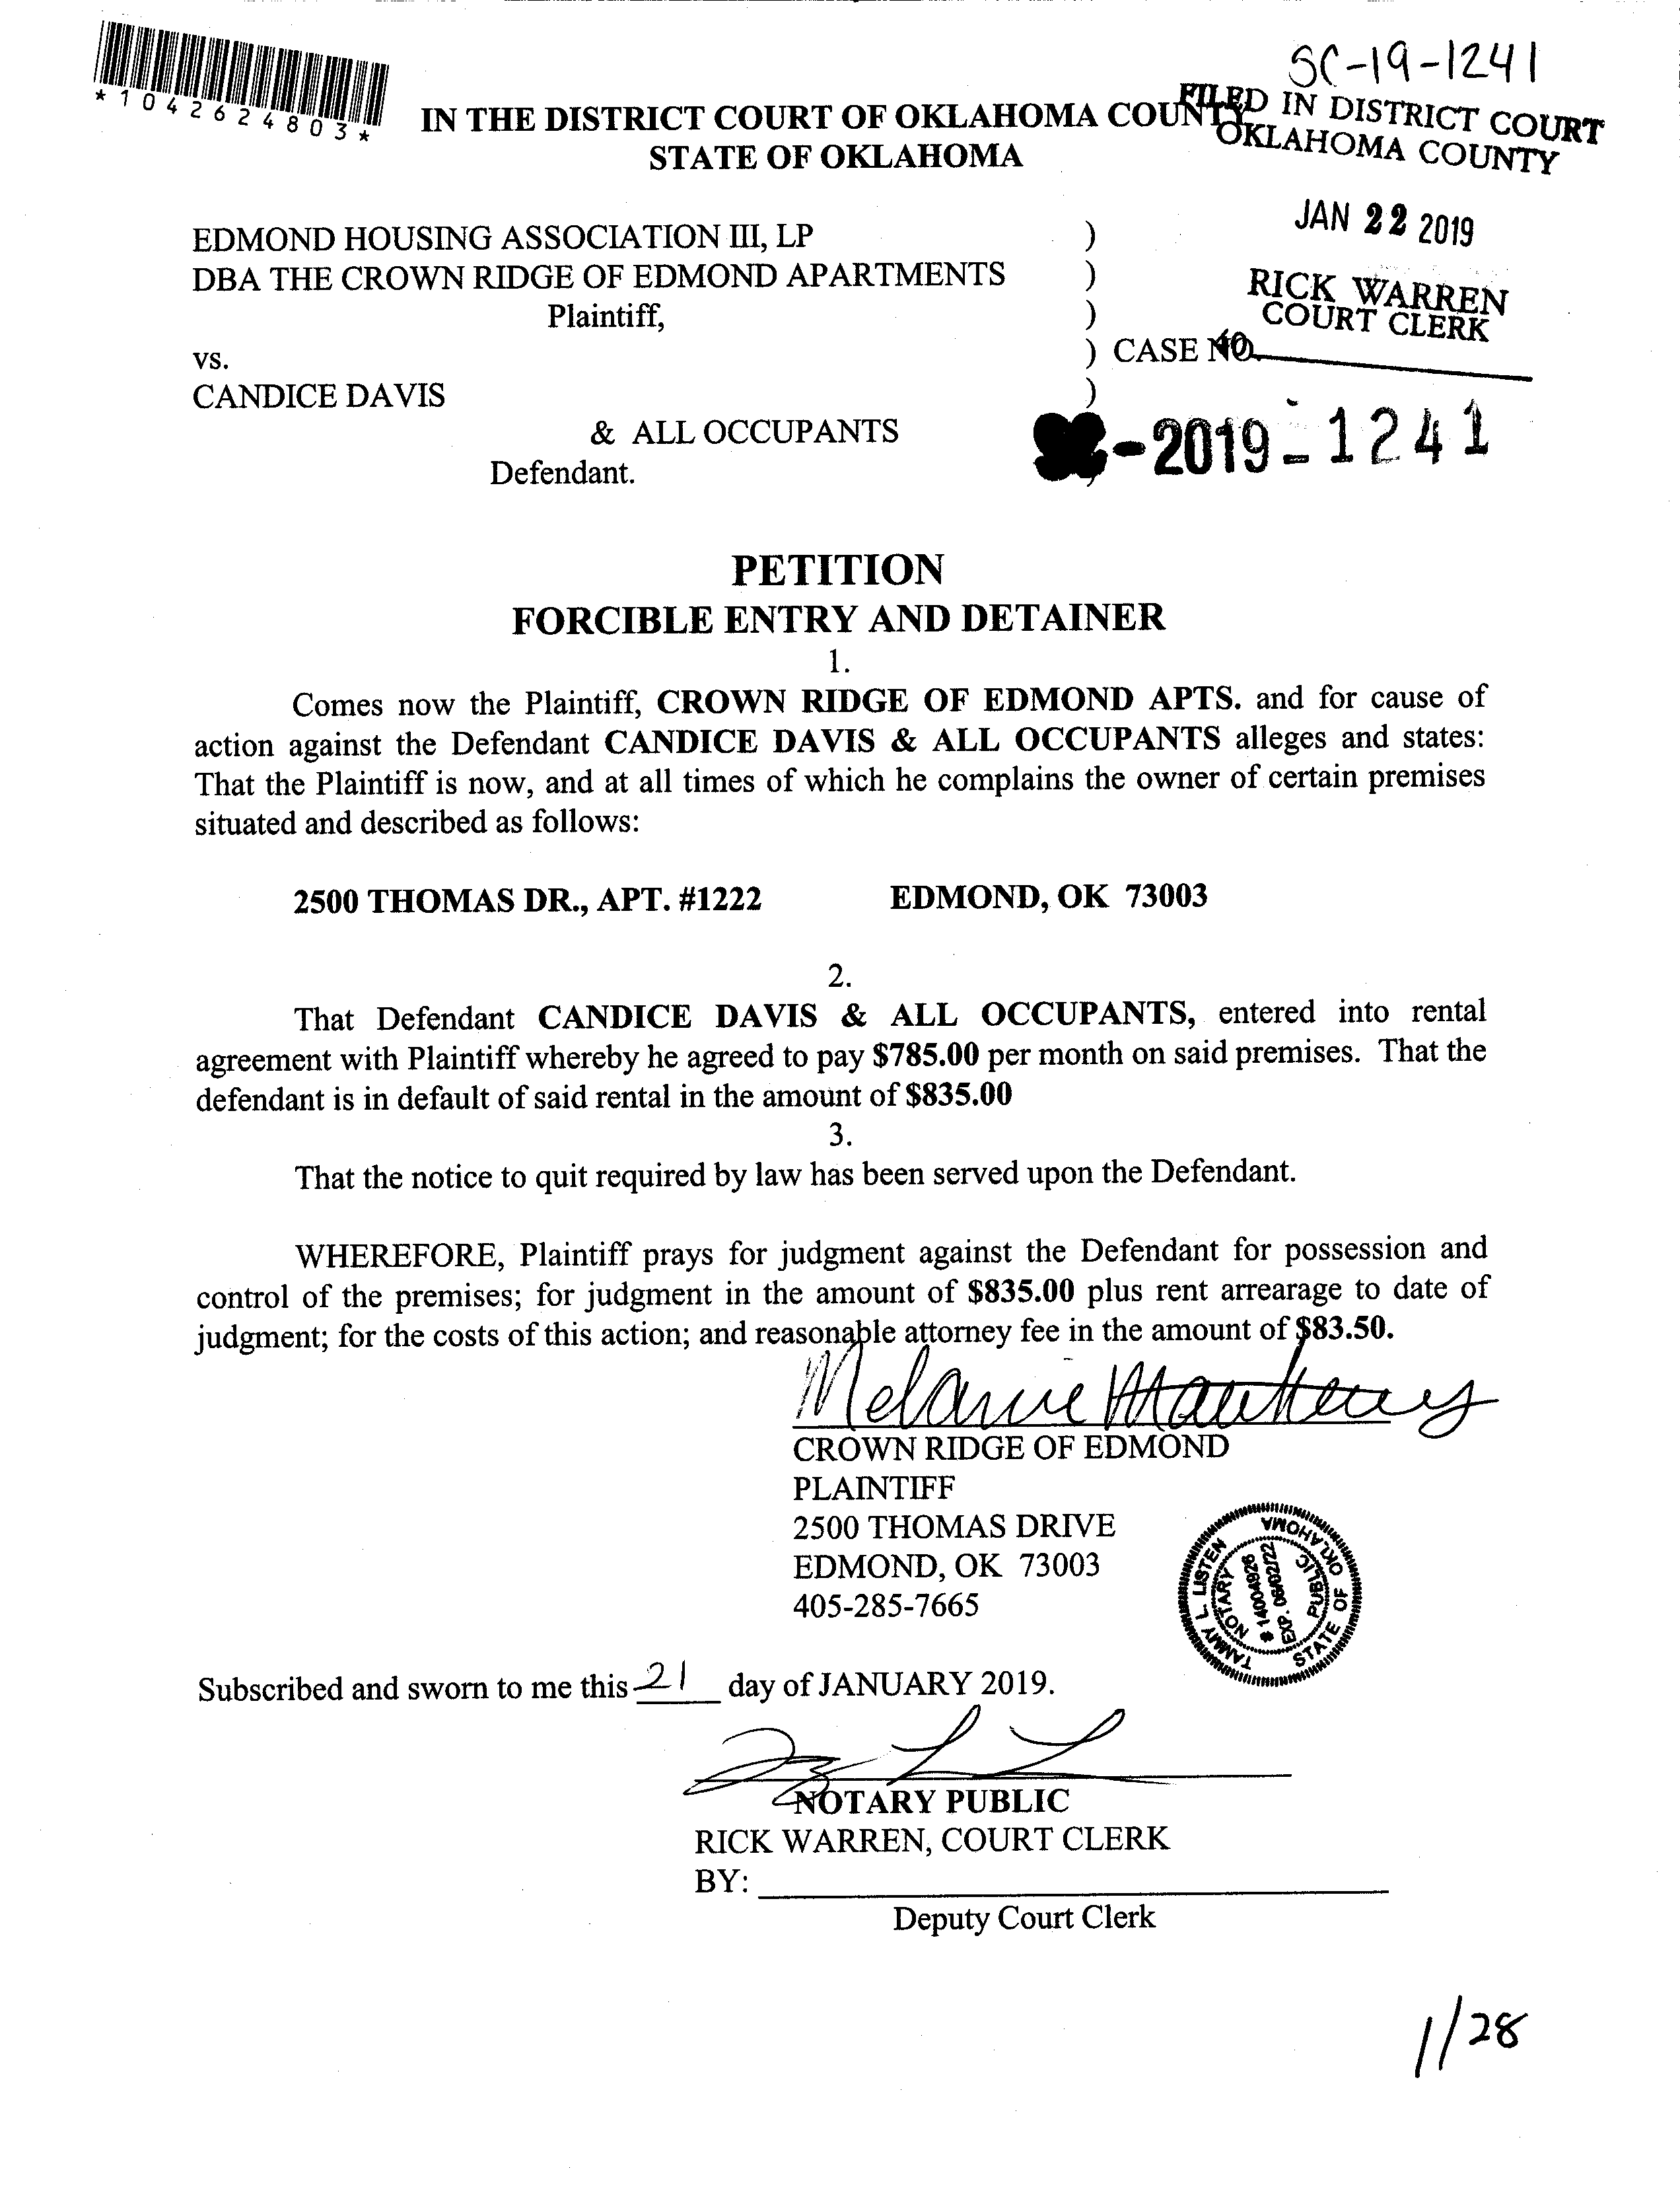 SC-19-1241
*1042624803*
IN THE DISTRICT COURT OF OKLAHOMA COUNTY
STATE OF OKLAHOMA
FILED IN DISTRICT COURT
OKLAHOMA COUNTY
JAN 22 2019
RICK WARREN
COURT CLERK
EDMOND HOUSING ASSOCIATION III, LP )
DBA THE CROWN RIDGE OF EDMOND APARTMENTS )
Plaintiff, )
vs. ) CASE NO.
40
CANDICE DAVIS )
& ALL OCCUPANTS
-2019-1241
Defendant. )
PETITION
FORCIBLE ENTRY AND DETAINER
1.
Comes now the Plaintiff, CROWN RIDGE OF EDMOND APTS. and for cause of
action against the Defendant CANDICE DAVIS & ALL OCCUPANTS alleges and states:
That the Plaintiff is now, and at all times of which he complains the owner of certain premises
situated and described as follows:
2500 THOMAS DR., APT. #1222 EDMOND, OK 73003
2.
That Defendant CANDICE DAVIS & ALL OCCUPANTS, entered into rental
agreement with Plaintiff whereby he agreed to pay $785.00 per month on said premises. That the
defendant is in default of said rental in the amount of $835.00
3.
That the notice to quit required by law has been served upon the Defendant.
WHEREFORE, Plaintiff prays for judgment against the Defendant for possession and
control of the premises; for judgment in the amount of $835.00 plus rent arrearage to date of
judgment; for the costs of this action; and reasonable attorney fee in the amount of $83.50.
Melanie
CROWN RIDGE OF EDMOND
PLAINTIFF
2500 THOMAS DRIVE
EDMOND, OK 73003
405-285-7665
TAMMY L. LISTEN
NOTARY PUBLIC
# 14004926
STATE OF OKLAHOMA
Subscribed and sworn to me this 21 day of JANUARY 2019.
NOTARY PUBLIC
RICK WARREN, COURT CLERK
BY:
Deputy Court Clerk
1/28